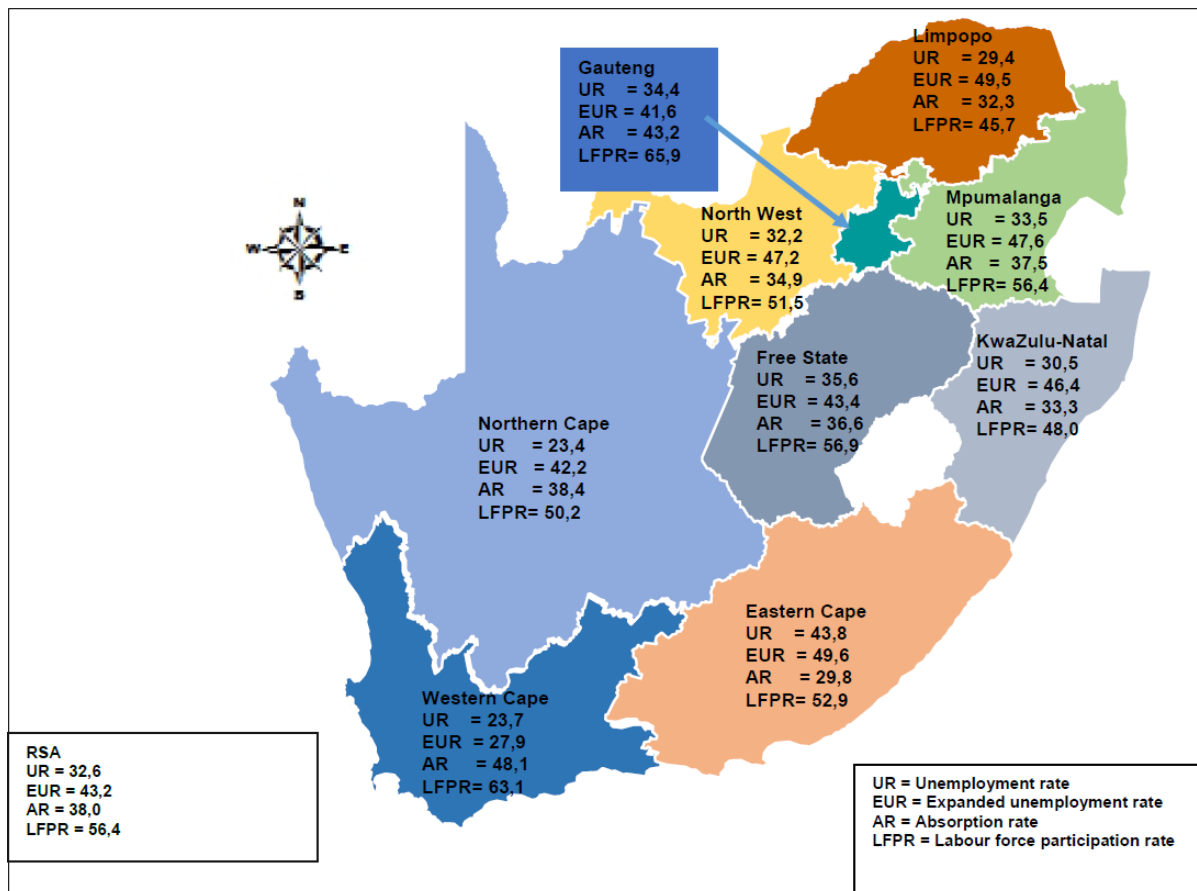 Limpopo
UR = 29,4
EUR = 49,5
AR = 32,3
LFPR= 45,7
Gauteng
UR = 34,4
EUR = 41,6
AR = 43,2
LFPR= 65,9
Mpumalanga
UR = 33,5
EUR = 47,6
AR = 37,5
LFPR= 56,4
North West
UR = 32,2
EUR = 47,2
AR = 34,9
LFPR= 51,5
N
W E
S
KwaZulu-Natal
UR = 30,5
EUR = 46,4
AR = 33,3
LFPR= 48,0
Free State
UR = 35,6
EUR = 43,4
AR = 36,6
LFPR= 56,9
Northern Cape
UR = 23,4
EUR = 42,2
AR = 38,4
LFPR= 50,2
Eastern Cape
UR = 43,8
EUR = 49,6
AR = 29,8
LFPR= 52,9
Western Cape
UR = 23,7
EUR = 27,9
AR = 48,1
LFPR= 63,1
RSA
UR = 32,6
EUR = 43,2
AR = 38,0
LFPR = 56,4
UR = Unemployment rate
EUR = Expanded unemployment rate
AR = Absorption rate
LFPR = Labour force participation rate